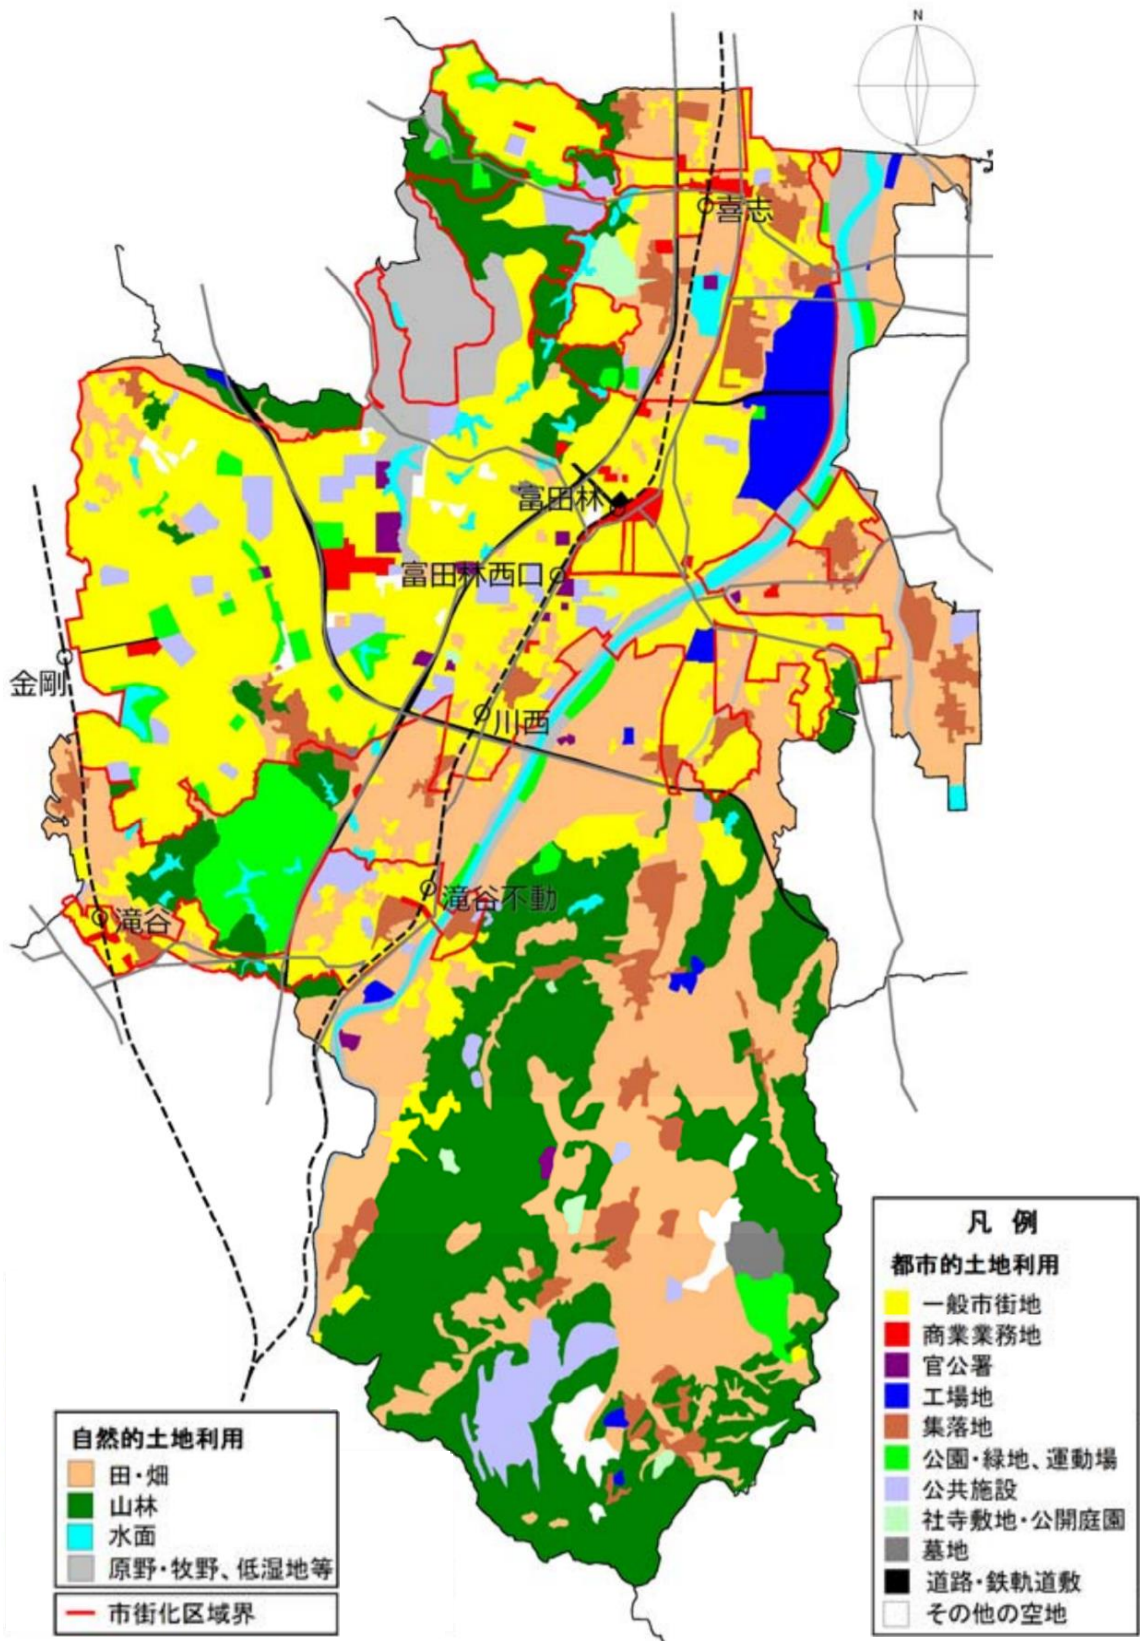 N
喜志
富田林
富田林西口
金剛
川西
滝谷不動
滝谷
凡 例
都市的土地利用
一般市街地
商業業務地
官公署
工場地
集落地
公園・緑地、運動場
公共施設
社寺敷地・公開庭園
墓地
道路・鉄軌道敷
その他の空地
自然的土地利用
田・畑
山林
水面
原野・牧野、低湿地等
市街化区域界